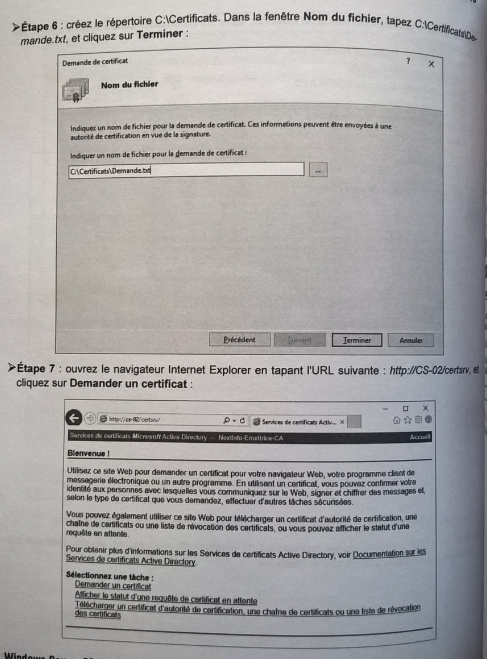 ➢Étape 6 : créez le répertoire C:\Certificats. Dans la fenêtre Nom du fichier, tapez C:\Certificats\De-
mande.txt, et cliquez sur Terminer :
Demande de certificat ? X
Nom du fichier
Indiquez un nom de fichier pour la demande de certificat. Ces informations peuvent être envoyées à une
autorité de certification en vue de la signature.
Indiquer un nom de fichier pour la demande de certificat :
C:\Certificats\Demande.txt ...
Précédent Suivant Terminer Annuler
➢Étape 7 : ouvrez le navigateur Internet Explorer en tapant l'URL suivante : http://CS-02/certsrv, et
cliquez sur Demander un certificat :
http://cs-02/certsrv/ Services de certificats Activ... X
Services de certificats Microsoft Active Directory -- NextInfo-Emettrice-CA Accueil
Bienvenue !
Utilisez ce site Web pour demander un certificat pour votre navigateur Web, votre programme client de
messagerie électronique ou un autre programme. En utilisant un certificat, vous pouvez confirmer votre
identité aux personnes avec lesquelles vous communiquez sur le Web, signer et chiffrer des messages et,
selon le type de certificat que vous demandez, effectuer d'autres tâches sécurisées.
Vous pouvez également utiliser ce site Web pour télécharger un certificat d'autorité de certification, une
chaîne de certificats ou une liste de révocation des certificats, ou vous pouvez afficher le statut d'une
requête en attente.
Pour obtenir plus d'informations sur les Services de certificats Active Directory, voir Documentation sur les
Services de certificats Active Directory.
Sélectionnez une tâche :
Demander un certificat
Afficher le statut d'une requête de certificat en attente
Télécharger un certificat d'autorité de certification, une chaîne de certificats ou une liste de révocation
des certificats
Windows